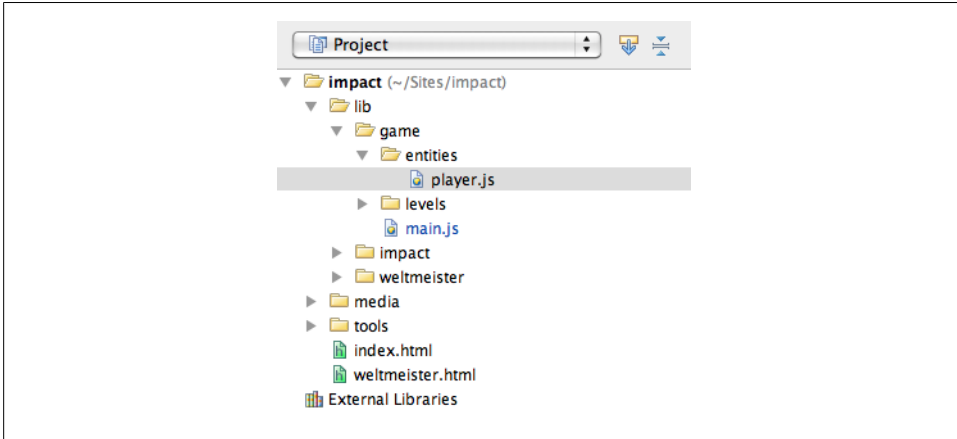 Project
impact (~/Sites/impact)
lib
game
entities
player.js
levels
main.js
impact
weltmeister
media
tools
index.html
weltmeister.html
External Libraries